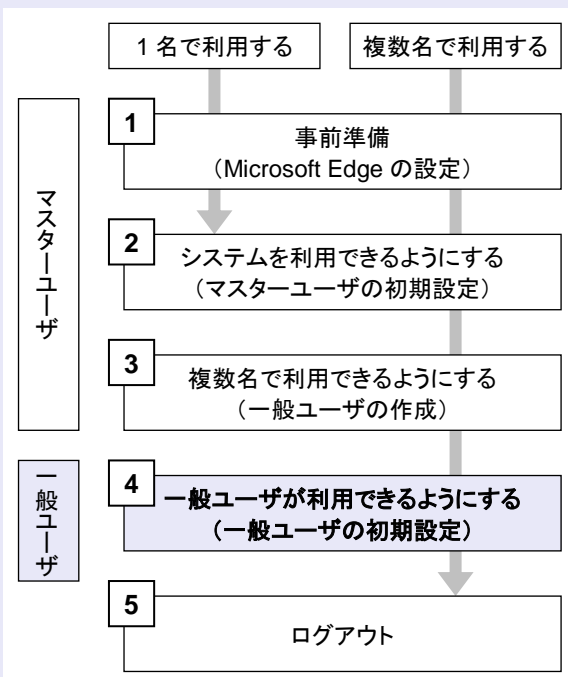 1 名で利用する
複数名で利用する
マスターユーザ
1
事前準備
（Microsoft Edge の設定）
2
システムを利用できるようにする
（マスターユーザの初期設定）
3
複数名で利用できるようにする
（一般ユーザの作成）
一般ユーザ
4
一般ユーザが利用できるようにする
（一般ユーザの初期設定）
5
ログアウト